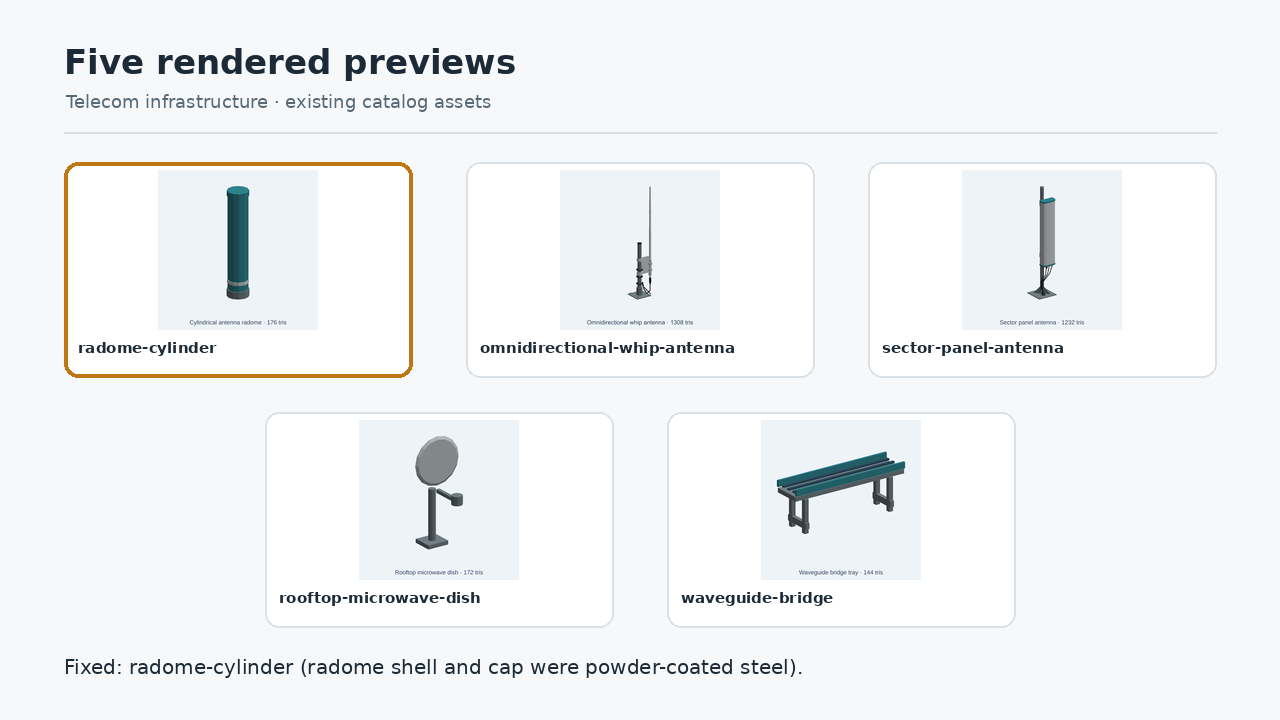 Five rendered previews
Telecom infrastructure · existing catalog assets
Cylindrical antenna radome · 176 tris
radome-cylinder
Omnidirectional whip antenna · 1308 tris
omnidirectional-whip-antenna
Sector panel antenna · 1232 tris
sector-panel-antenna
Rooftop microwave dish · 172 tris
rooftop-microwave-dish
Waveguide bridge tray · 144 tris
waveguide-bridge
Fixed: radome-cylinder (radome shell and cap were powder-coated steel).